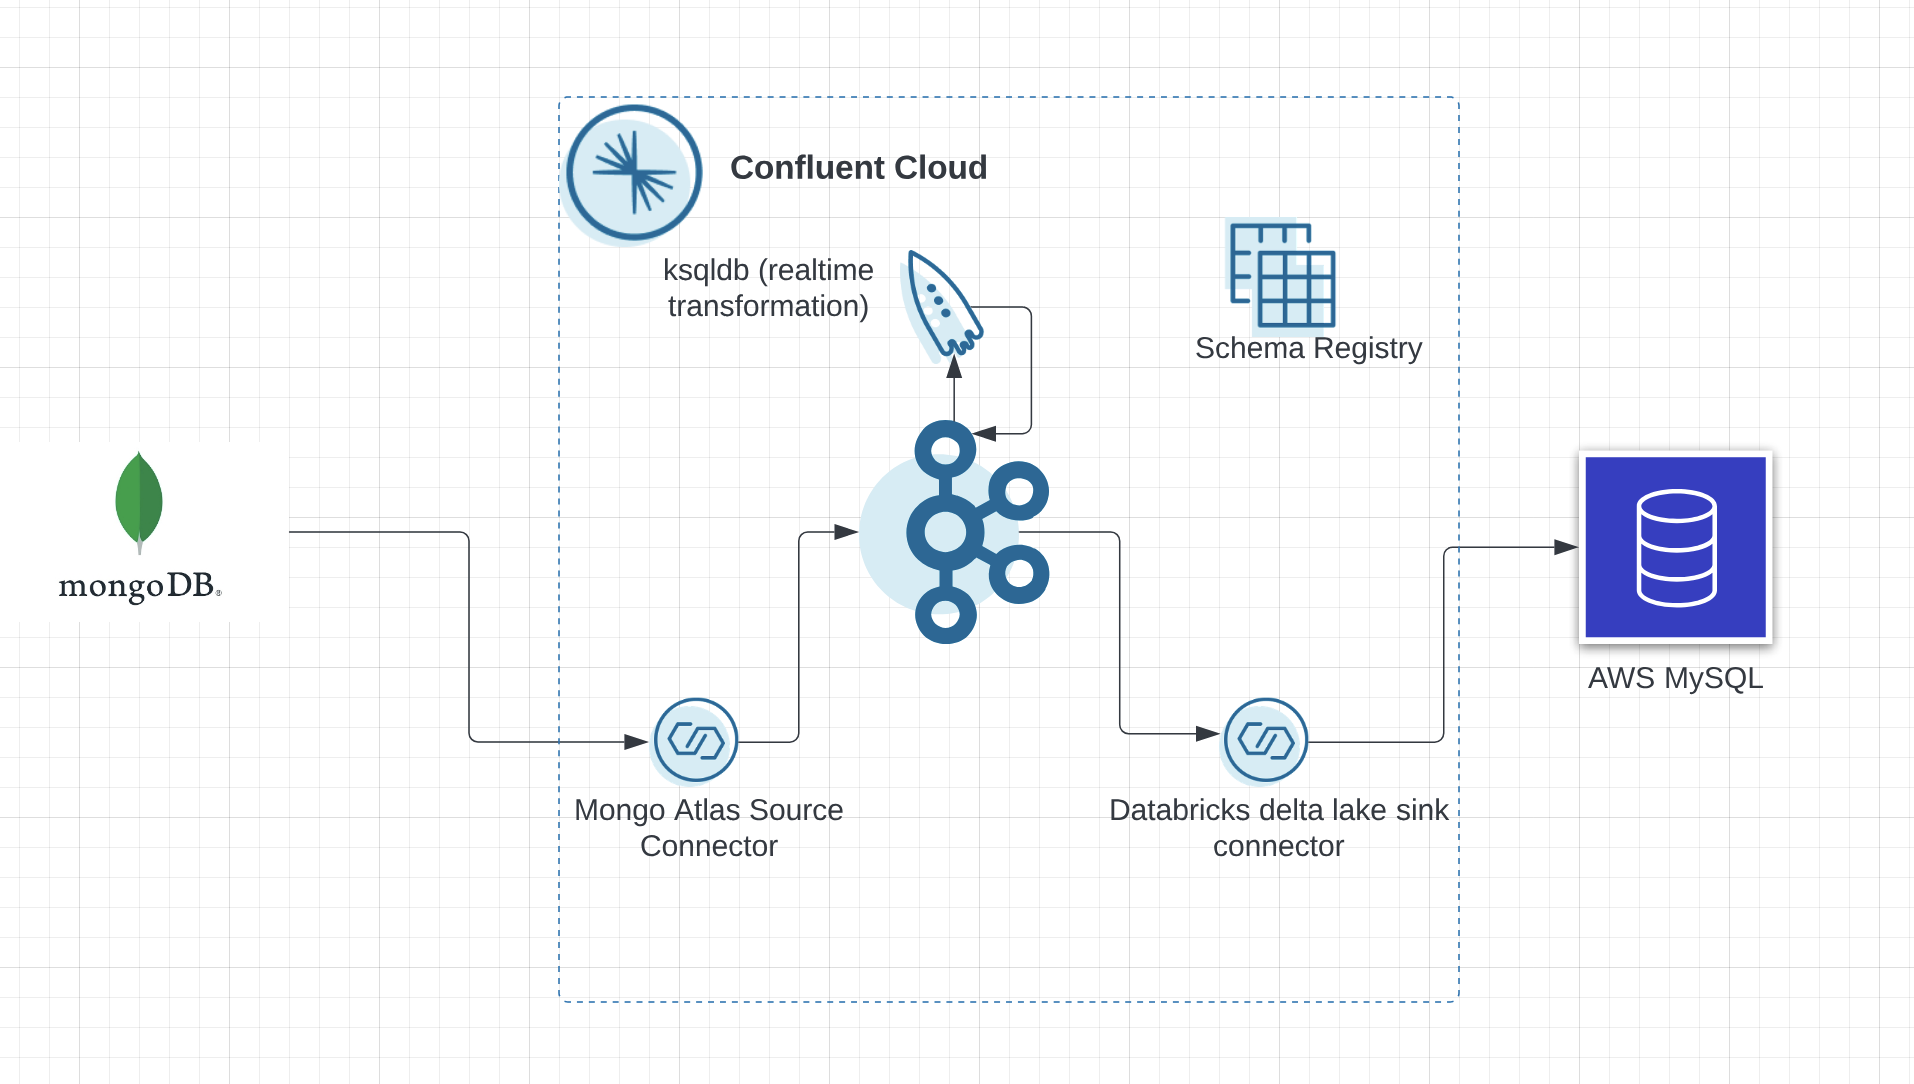 Confluent Cloud
ksqldb (realtime
transformation)
Schema Registry
mongoDB®
AWS MySQL
Mongo Atlas Source
Connector
Databricks delta lake sink
connector